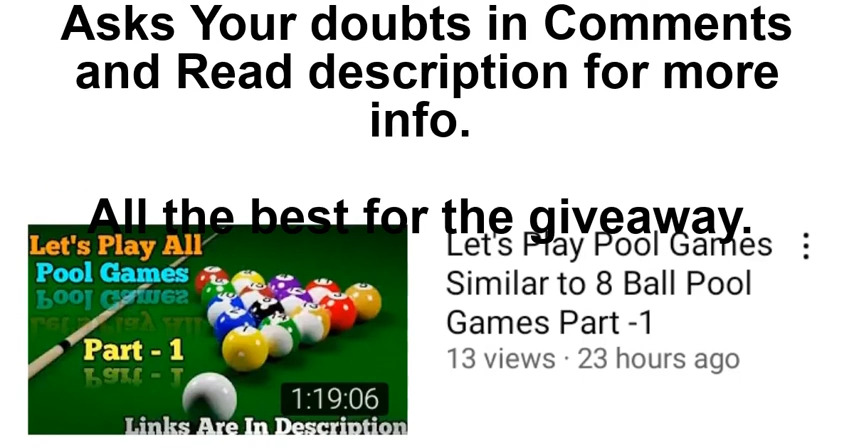 Asks Your doubts in Comments
and Read description for more
info.
All the best for the giveaway.
Let's Play All
Pool Games
Part - 1
1:19:06
Links Are In Description
Let's Play Pool Games
Similar to 8 Ball Pool
Games Part -1
13 views · 23 hours ago